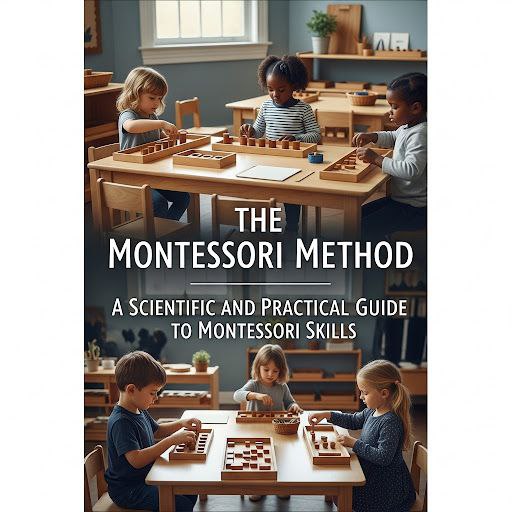 THE
MONTESSORI METHOD
A SCIENTIFIC AND PRACTICAL GUIDE
TO MONTESSORI SKILLS